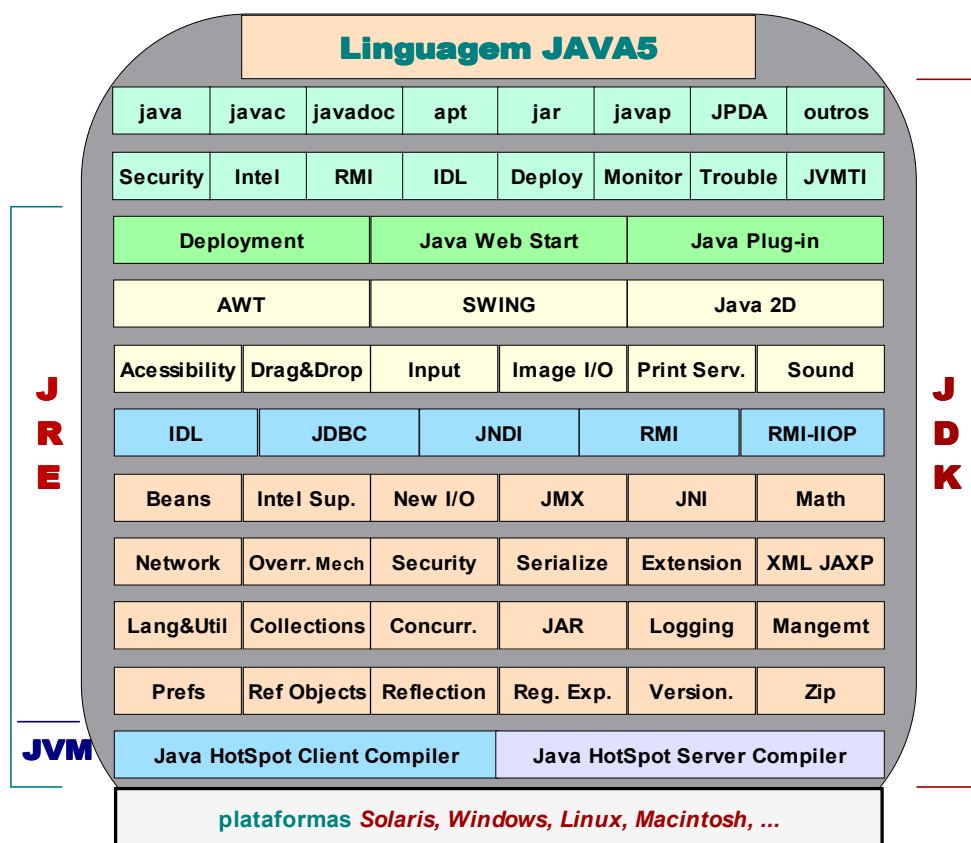 Linguagem JAVA5
java javac javadoc apt jar javap JPDA outros
Security Intel RMI IDL Deploy Monitor Trouble JVMTI
Deployment Java Web Start Java Plug-in
AWT SWING Java 2D
Acessibility Drag&Drop Input Image I/O Print Serv. Sound
IDL JDBC JNDI RMI RMI-IIOP
Beans Intel Sup. New I/O JMX JNI Math
Network Overr. Mech Security Serialize Extension XML JAXP
Lang&Util Collections Concurr. JAR Logging Mangemt
Prefs Ref Objects Reflection Reg. Exp. Version. Zip
Java HotSpot Client Compiler Java HotSpot Server Compiler
plataformas Solaris, Windows, Linux, Macintosh, ...
J
R
E
JVM
J
D
K